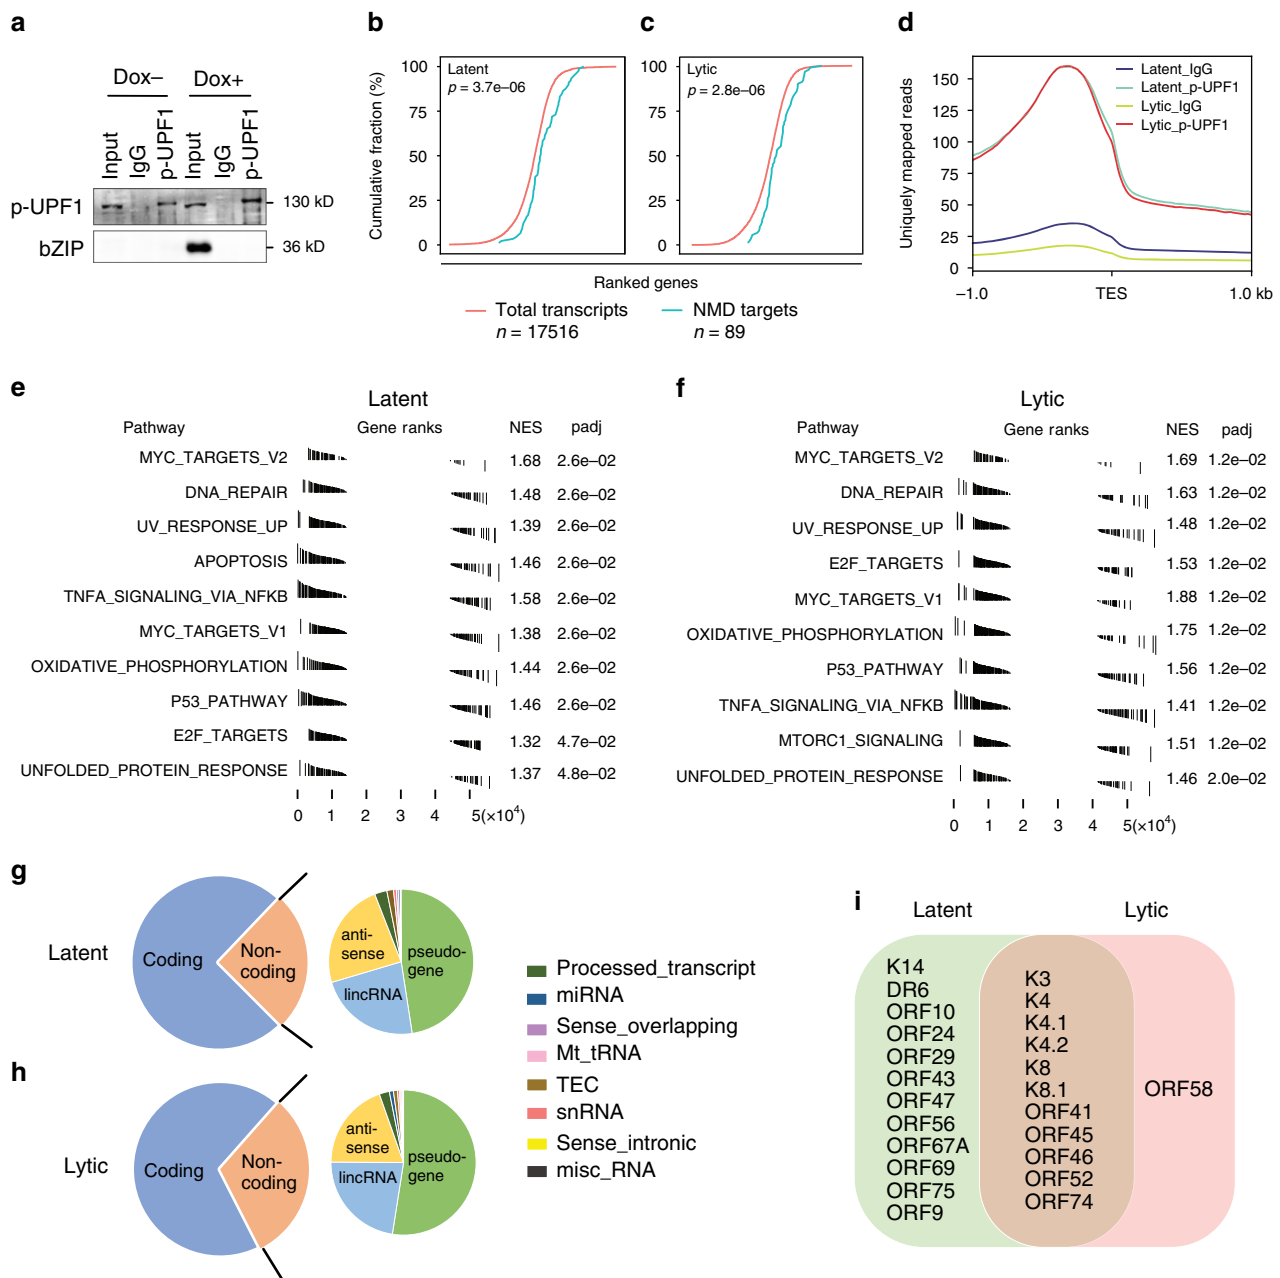 a
Dox–
Dox+
Input
IgG
p-UPF1
Input
IgG
p-UPF1
p-UPF1
130 kD
bZIP
36 kD
b
Cumulative fraction (%)
100
75
50
25
0
Latent
p = 3.7e–06
c
100
75
50
25
0
Lytic
p = 2.8e–06
Ranked genes
Total transcripts
n = 17516
NMD targets
n = 89
d
Uniquely mapped reads
150
125
100
75
50
25
0
Latent_IgG
Latent_p-UPF1
Lytic_IgG
Lytic_p-UPF1
–1.0
TES
1.0 kb
e
Latent
Pathway Gene ranks NES padj
MYC_TARGETS_V2 1.68 2.6e–02
DNA_REPAIR 1.48 2.6e–02
UV_RESPONSE_UP 1.39 2.6e–02
APOPTOSIS 1.46 2.6e–02
TNFA_SIGNALING_VIA_NFKB 1.58 2.6e–02
MYC_TARGETS_V1 1.38 2.6e–02
OXIDATIVE_PHOSPHORYLATION 1.44 2.6e–02
P53_PATHWAY 1.46 2.6e–02
E2F_TARGETS 1.32 4.7e–02
UNFOLDED_PROTEIN_RESPONSE 1.37 4.8e–02
0 1 2 3 4 5(×10⁴)
f
Lytic
Pathway Gene ranks NES padj
MYC_TARGETS_V2 1.69 1.2e–02
DNA_REPAIR 1.63 1.2e–02
UV_RESPONSE_UP 1.48 1.2e–02
E2F_TARGETS 1.53 1.2e–02
MYC_TARGETS_V1 1.88 1.2e–02
OXIDATIVE_PHOSPHORYLATION 1.75 1.2e–02
P53_PATHWAY 1.56 1.2e–02
TNFA_SIGNALING_VIA_NFKB 1.41 1.2e–02
MTORC1_SIGNALING 1.51 1.2e–02
UNFOLDED_PROTEIN_RESPONSE 1.46 2.0e–02
0 1 2 3 4 5(×10⁴)
g
Latent
Coding
Non-
coding
anti-
sense
lincRNA
pseudo-
gene
h
Lytic
Coding
Non-
coding
anti-
sense
lincRNA
pseudo-
gene
Processed_transcript
miRNA
Sense_overlapping
Mt_tRNA
TEC
snRNA
Sense_intronic
misc_RNA
i
Latent
Lytic
K14
DR6
ORF10
ORF24
ORF29
ORF43
ORF47
ORF56
ORF67A
ORF69
ORF75
ORF9
K3
K4
K4.1
K4.2
K8
K8.1
ORF41
ORF45
ORF46
ORF52
ORF74
ORF58